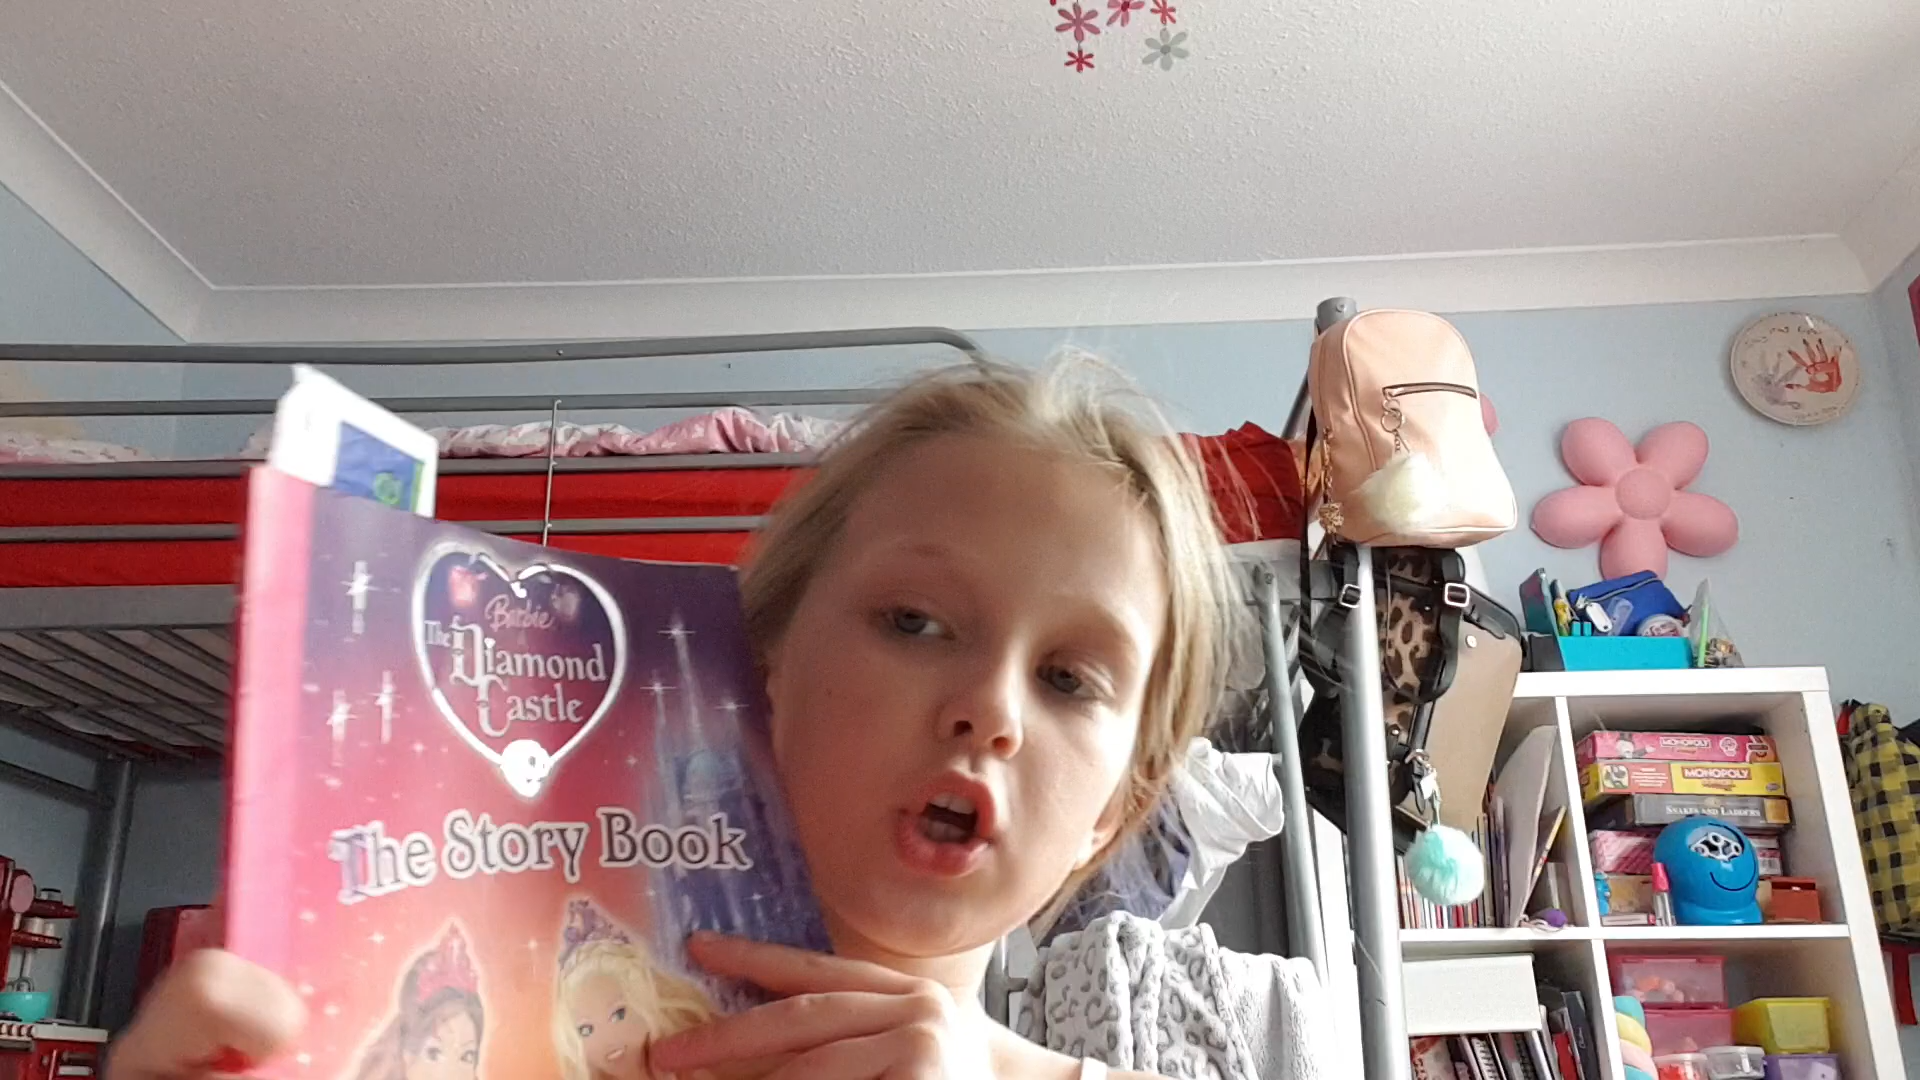 Barbie
The Diamond
Castle
The Story Book
MONOPOLY
MONOPOLY
SNAKES AND LADDERS